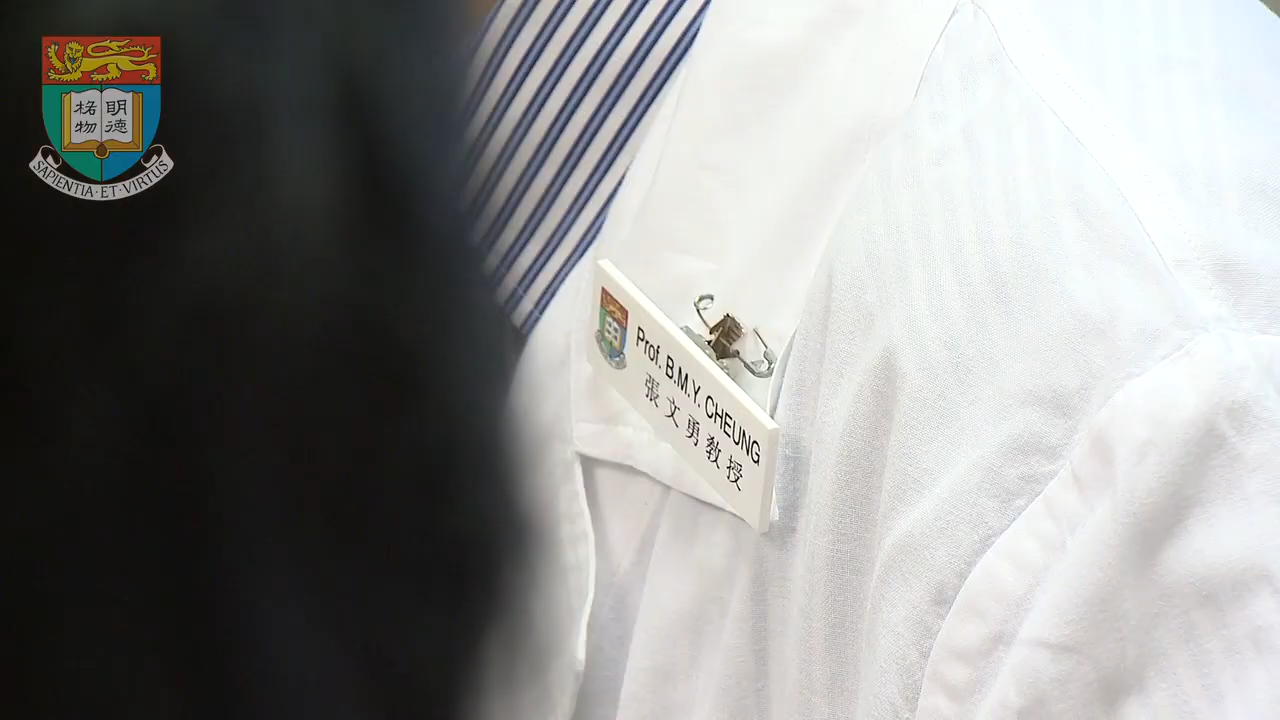 明德
格物
SAPIENTIA·ET·VIRTUS
Prof. B.M.Y. CHEUNG
張文勇教授